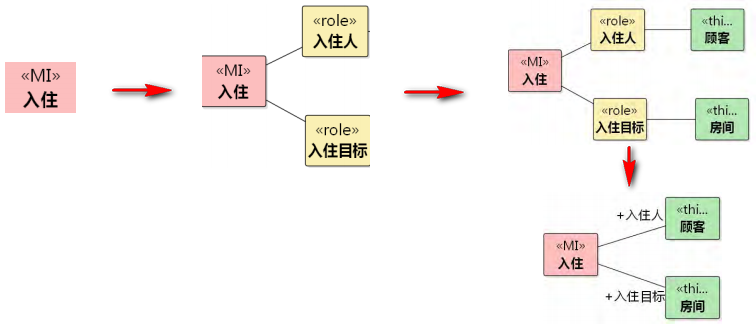 «MI»
入住
«MI»
入住
«role»
入住人
«role»
入住目标
«MI»
入住
«role»
入住人
«thi...
顾客
«role»
入住目标
«thi...
房间
«MI»
入住
+入住人
«thi...
顾客
+入住目标
«thi...
房间